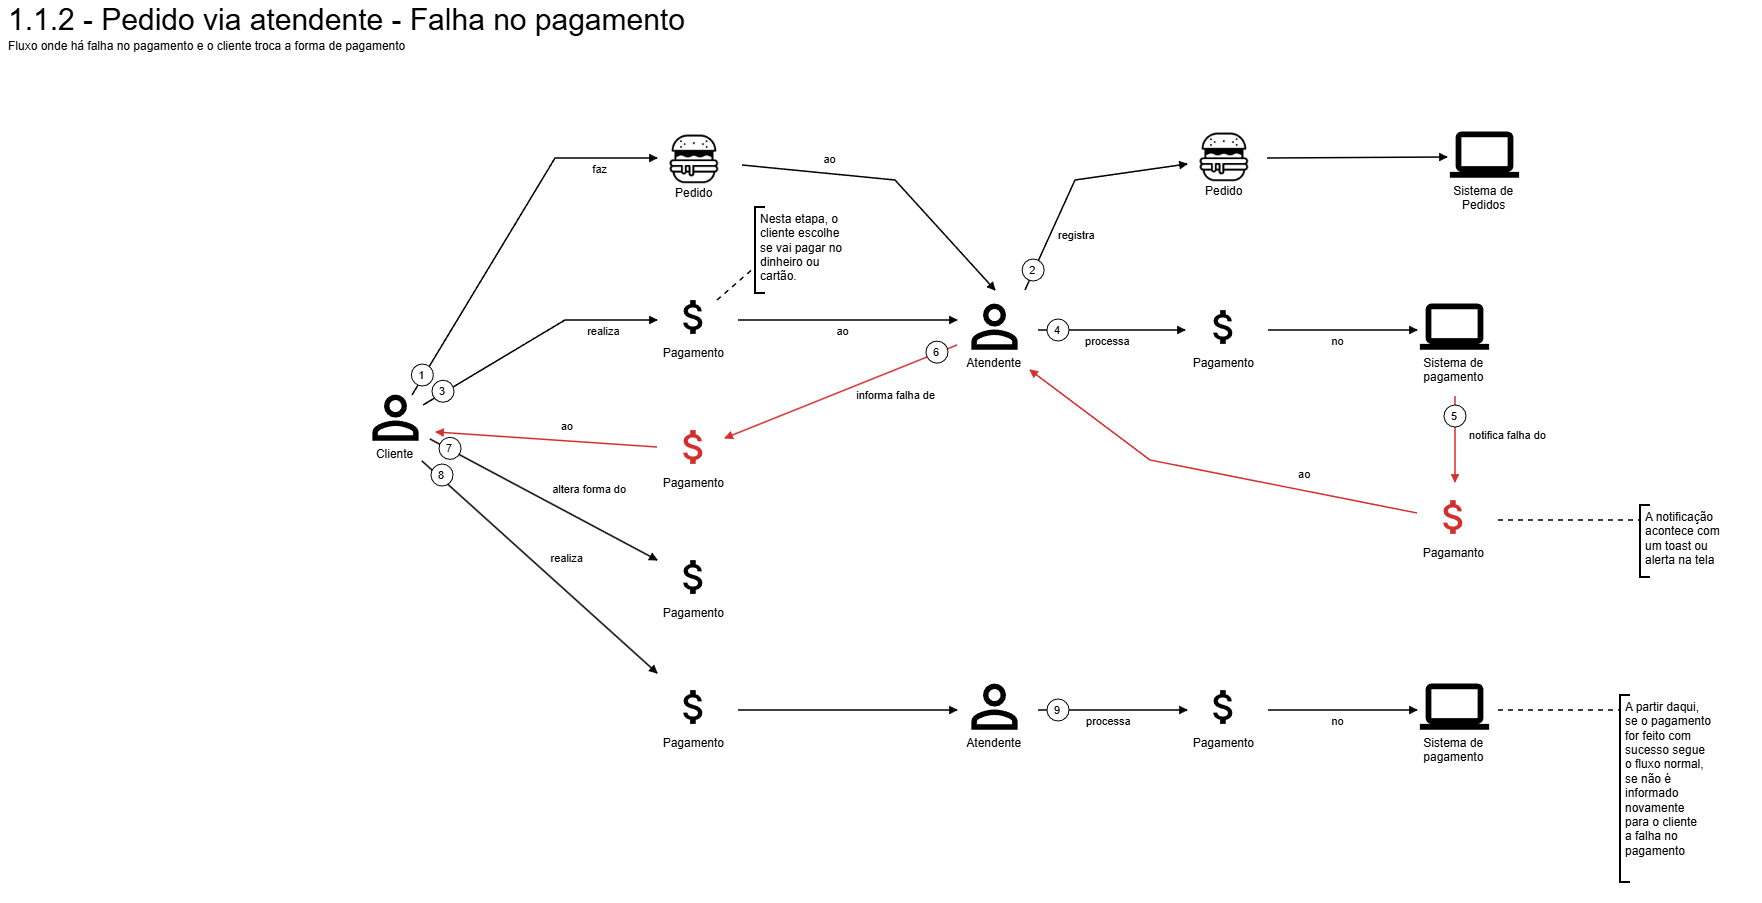 1.1.2 - Pedido via atendente - Falha no pagamento
Fluxo onde há falha no pagamento e o cliente troca a forma de pagamento
faz
Pedido
ao
Pedido
Sistema de
Pedidos
Nesta etapa, o
cliente escolhe
se vai pagar no
dinheiro ou
cartão.
registra
2
realiza
Pagamento
ao
Atendente
4
processa
Pagamento
no
Sistema de
pagamento
1
3
6
informa falha de
5
notifica falha do
Cliente
ao
Pagamento
ao
Pagamanto
A notificação
acontece com
um toast ou
alerta na tela
7
8
altera forma do
Pagamento
realiza
Pagamento
Atendente
9
processa
Pagamento
no
Sistema de
pagamento
A partir daqui,
se o pagamento
for feito com
sucesso segue
o fluxo normal,
se não é
informado
novamente
para o cliente
a falha no
pagamento